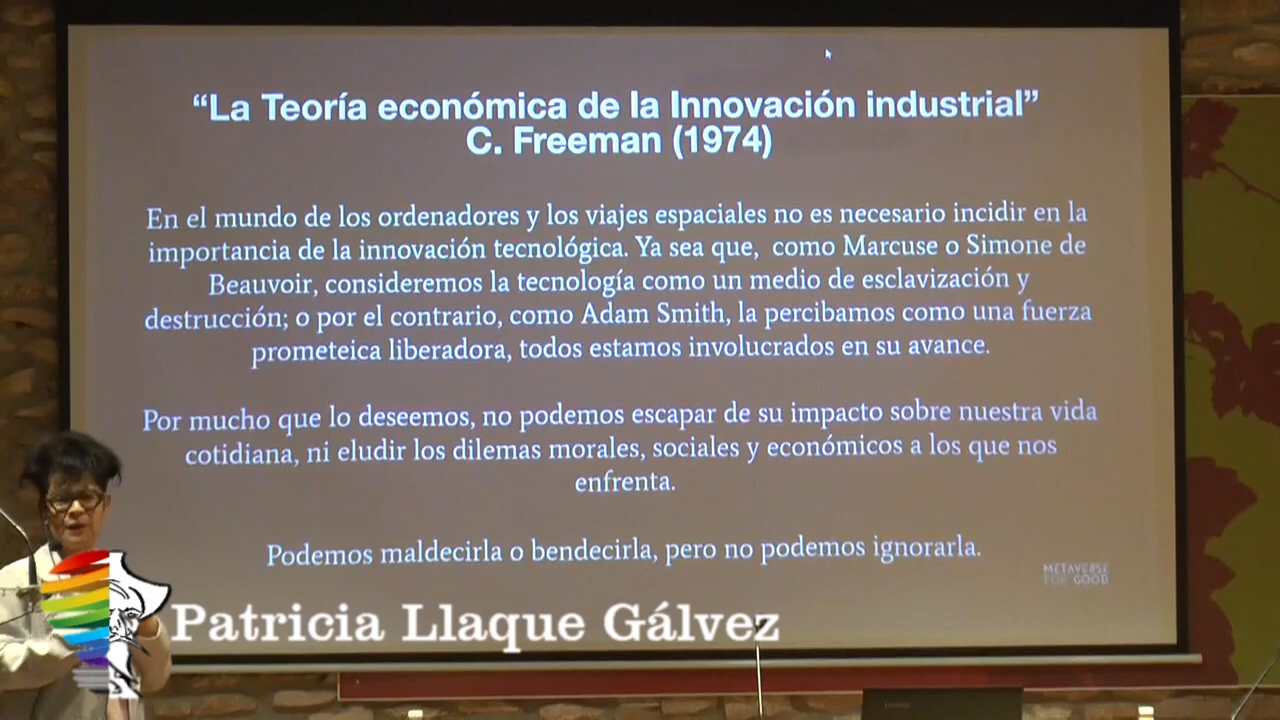 “La Teoría económica de la Innovación industrial”
C. Freeman (1974)
En el mundo de los ordenadores y los viajes espaciales no es necesario incidir en la
importancia de la innovación tecnológica. Ya sea que, como Marcuse o Simone de
Beauvoir, consideremos la tecnología como un medio de esclavización y
destrucción; o por el contrario, como Adam Smith, la percibamos como una fuerza
prometeica liberadora, todos estamos involucrados en su avance.
Por mucho que lo deseemos, no podemos escapar de su impacto sobre nuestra vida
cotidiana, ni eludir los dilemas morales, sociales y económicos a los que nos
enfrenta.
Podemos maldecirla o bendecirla, pero no podemos ignorarla.
METAVERSE
FOR GOOD
Patricia Llaque Gálvez